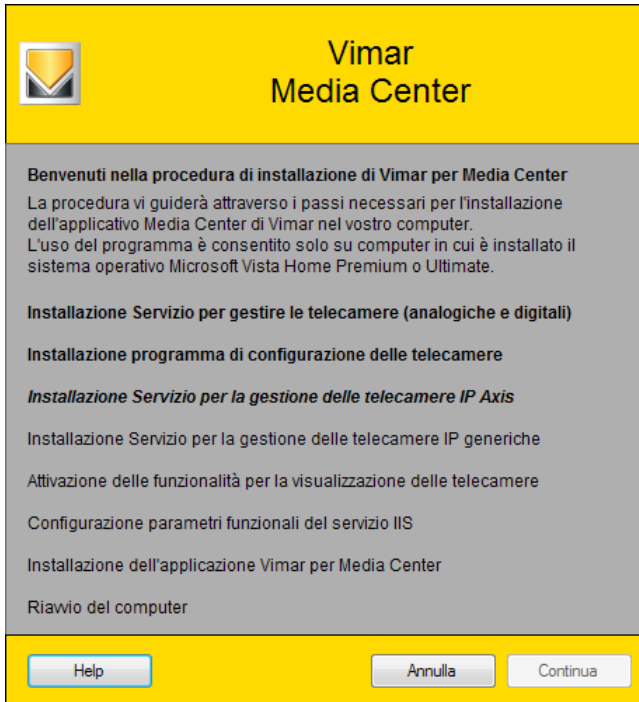 Vimar
Media Center
Benvenuti nella procedura di installazione di Vimar per Media Center
La procedura vi guiderà attraverso i passi necessari per l'installazione
dell'applicativo Media Center di Vimar nel vostro computer.
L'uso del programma è consentito solo su computer in cui è installato il
sistema operativo Microsoft Vista Home Premium o Ultimate.
Installazione Servizio per gestire le telecamere (analogiche e digitali)
Installazione programma di configurazione delle telecamere
Installazione Servizio per la gestione delle telecamere IP Axis
Installazione Servizio per la gestione delle telecamere IP generiche
Attivazione delle funzionalità per la visualizzazione delle telecamere
Configurazione parametri funzionali del servizio IIS
Installazione dell'applicazione Vimar per Media Center
Riavvio del computer
Help
Annulla
Continua